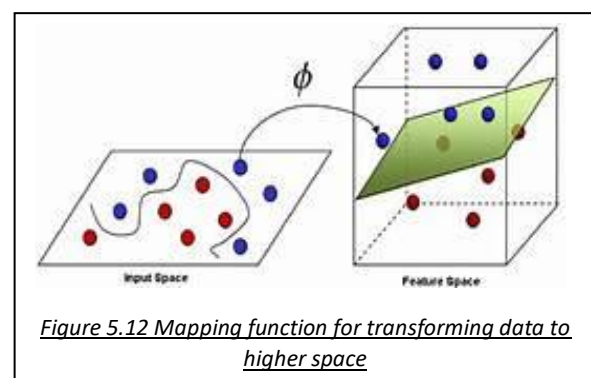 ϕ
Input Space
Feature Space
Figure 5.12 Mapping function for transforming data to
higher space